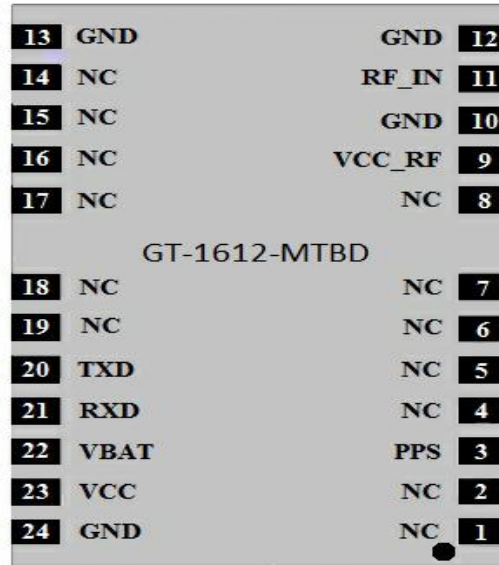 13 GND GND 12
14 NC RF_IN 11
15 NC GND 10
16 NC VCC_RF 9
17 NC NC 8
GT-1612-MTBD
18 NC NC 7
19 NC NC 6
20 TXD NC 5
21 RXD NC 4
22 VBAT PPS 3
23 VCC NC 2
24 GND NC 1